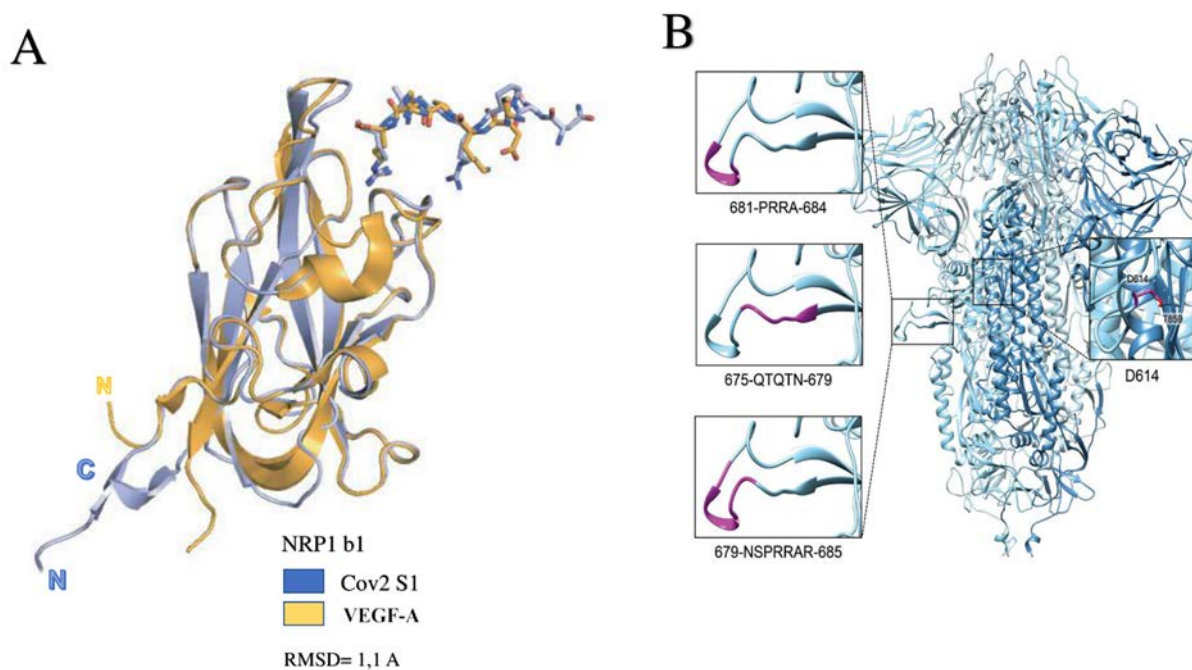 A
N
C
N
NRP1 b1
Cov2 S1
VEGF-A
RMSD= 1,1 A
B
681-PRRA-684
675-QTQTN-679
679-NSPRRAR-685
D614
T859
D614